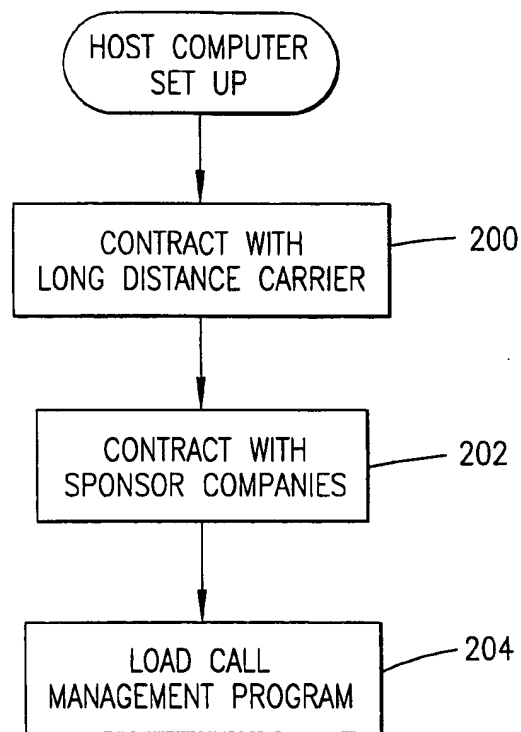 HOST COMPUTER
SET UP
CONTRACT WITH
LONG DISTANCE CARRIER
200
CONTRACT WITH
SPONSOR COMPANIES
202
LOAD CALL
MANAGEMENT PROGRAM
204